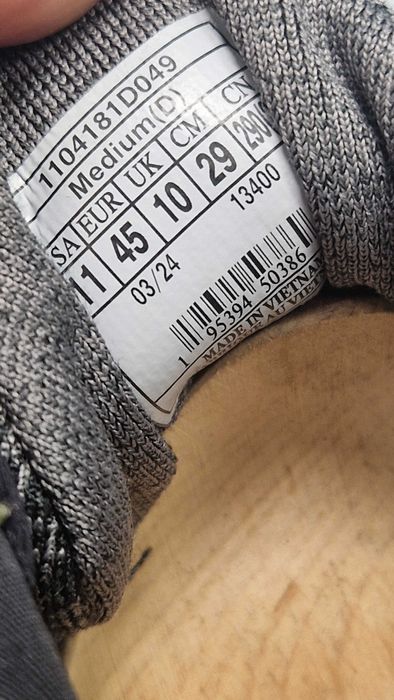 1104181D049
Medium(D)
EUR UK CM CN
11 45 10 29 290
03/24 13400
1 95394 50386
MADE IN VIETNAM